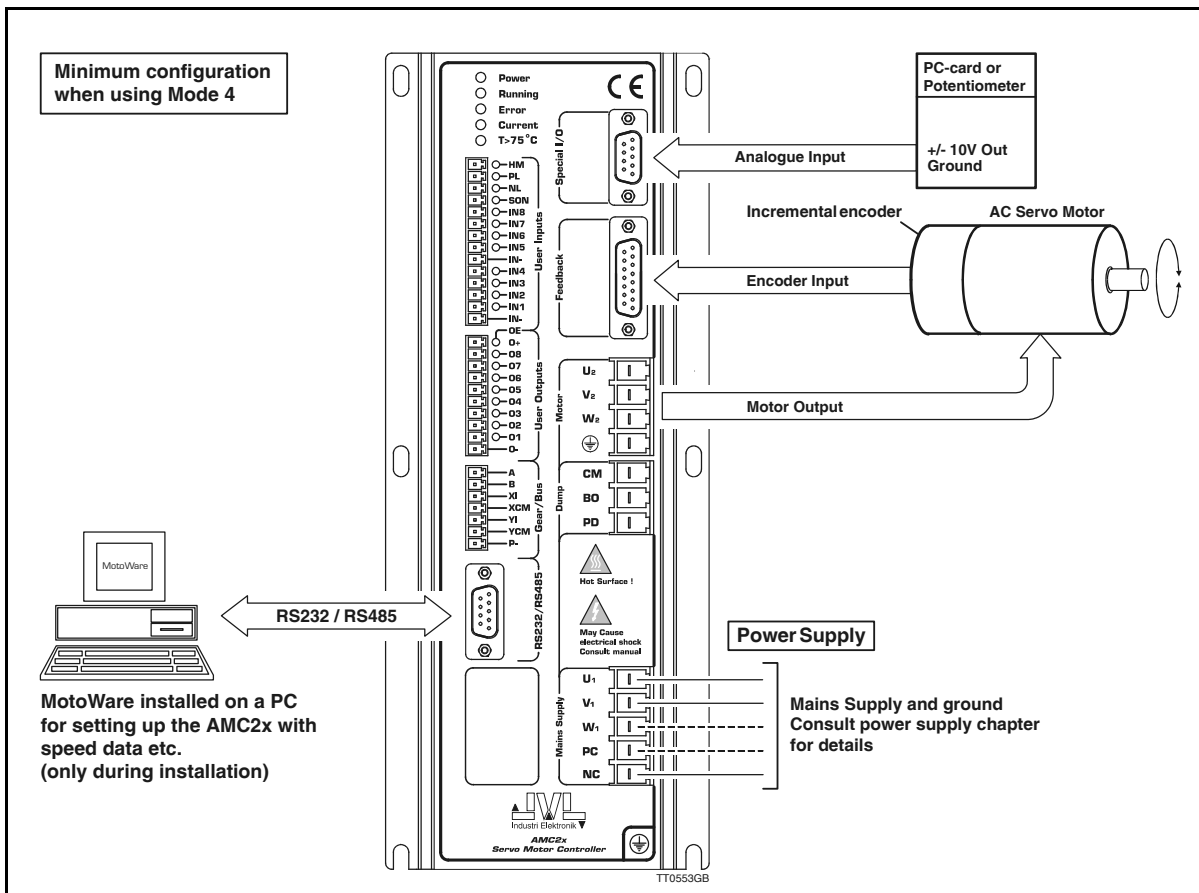 Minimum configuration
when using Mode 4
Power
Running
Error
Current
T>75°C
CE
Special I/O
HM
PL
NL
SON
IN8
IN7
IN6
IN5
IN-
IN4
IN3
IN2
IN1
IN-
User Inputs
Feedback
OE
O+
O8
O7
O6
O5
O4
O3
O2
O1
O-
User Outputs
Motor
U2
V2
W2
Dump
CM
BO
PD
A
B
XI
XCM
YI
YCM
P-
Gear/Bus
Hot Surface !
May Cause
electrical shock
Consult manual
RS232/RS485
Mains Supply
U1
V1
W1
PC
NC
JVL
Industri Elektronik
AMC2x
Servo Motor Controller
TT0553GB
PC-card or
Potentiometer
+/- 10V Out
Ground
Analogue Input
Incremental encoder
AC Servo Motor
Encoder Input
Motor Output
MotoWare
RS232 / RS485
MotoWare installed on a PC
for setting up the AMC2x with
speed data etc.
(only during installation)
Power Supply
Mains Supply and ground
Consult power supply chapter
for details